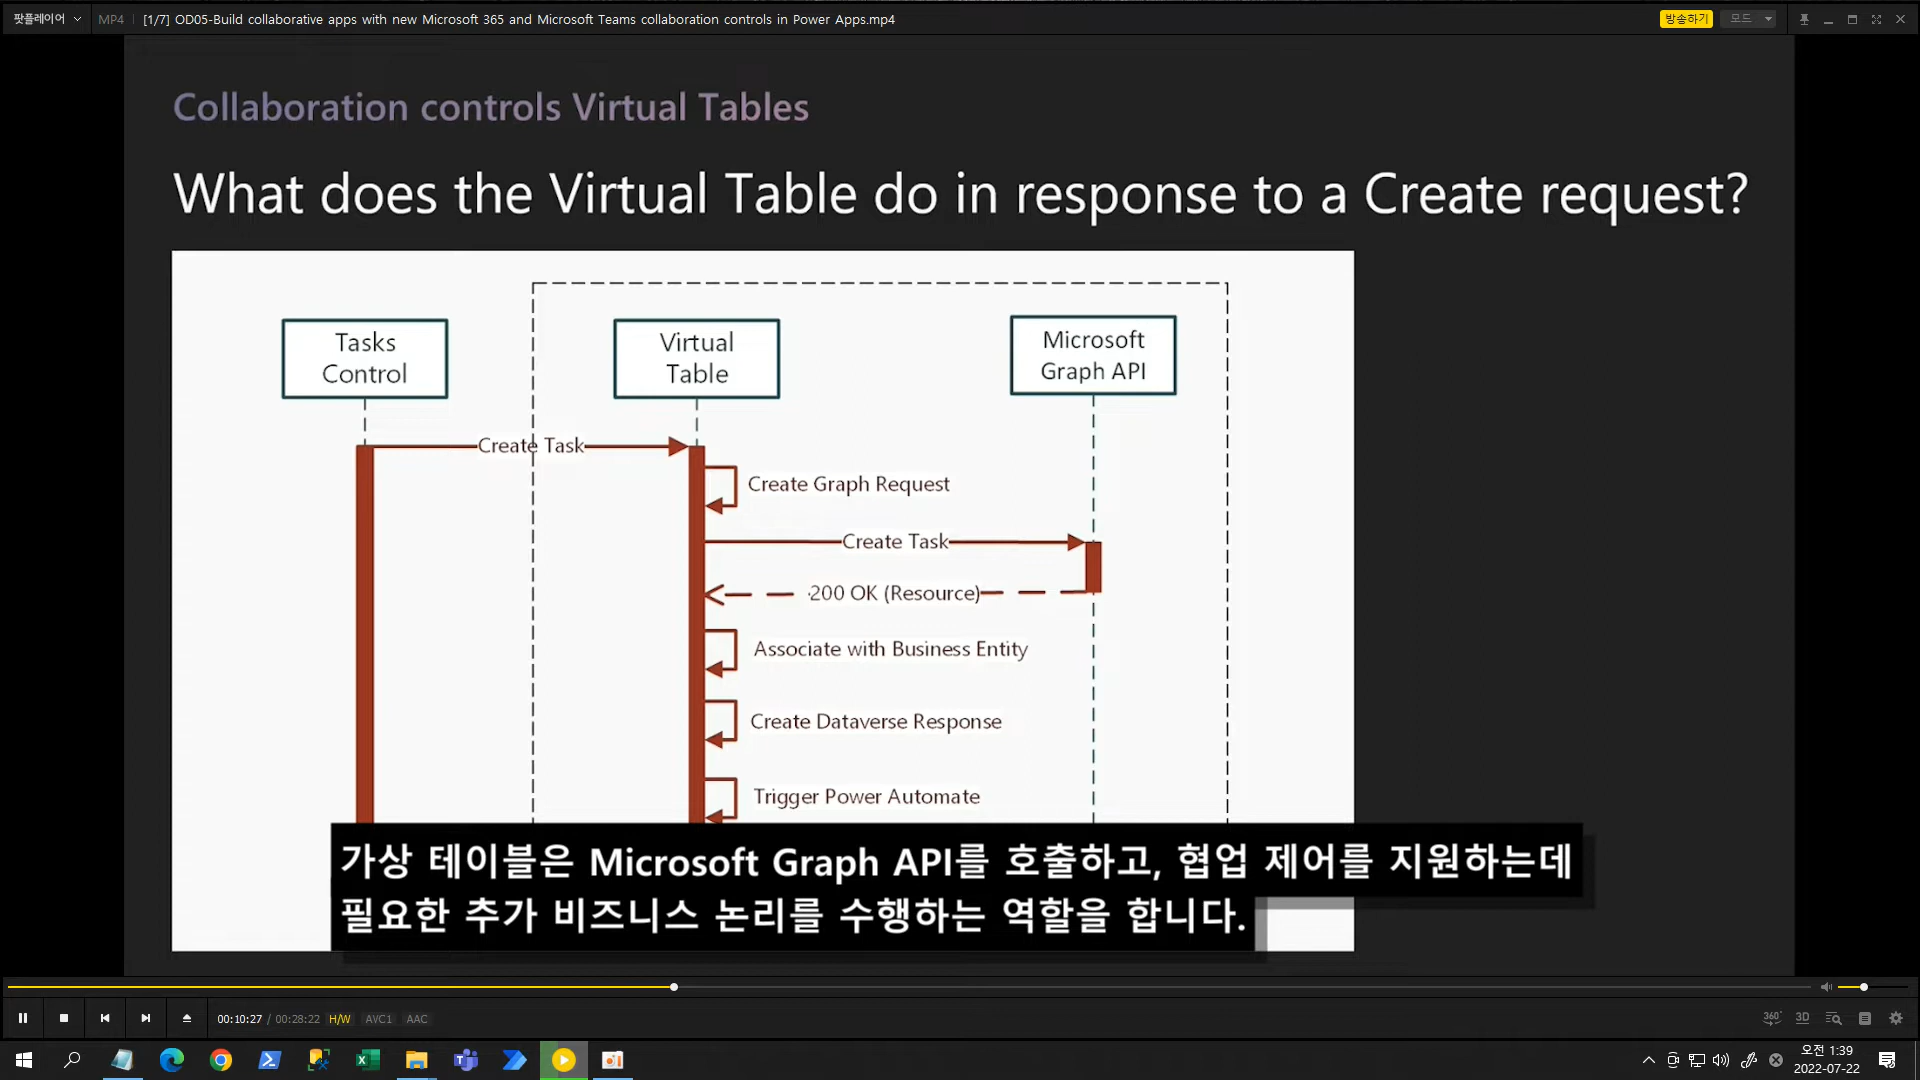 팟플레이어
MP4
[1/7] OD05-Build collaborative apps with new Microsoft 365 and Microsoft Teams collaboration controls in Power Apps.mp4
방송하기
모드
Collaboration controls Virtual Tables
What does the Virtual Table do in response to a Create request?
Tasks
Control
Virtual
Table
Microsoft
Graph API
Create Task
Create Graph Request
Create Task
200 OK (Resource)
Associate with Business Entity
Create Dataverse Response
Trigger Power Automate
가상 테이블은 Microsoft Graph API를 호출하고, 협업 제어를 지원하는데
필요한 추가 비즈니스 논리를 수행하는 역할을 합니다.
00:10:27 / 00:28:22 H/W AVC1 AAC
360° 3D
오전 1:39
2022-07-22